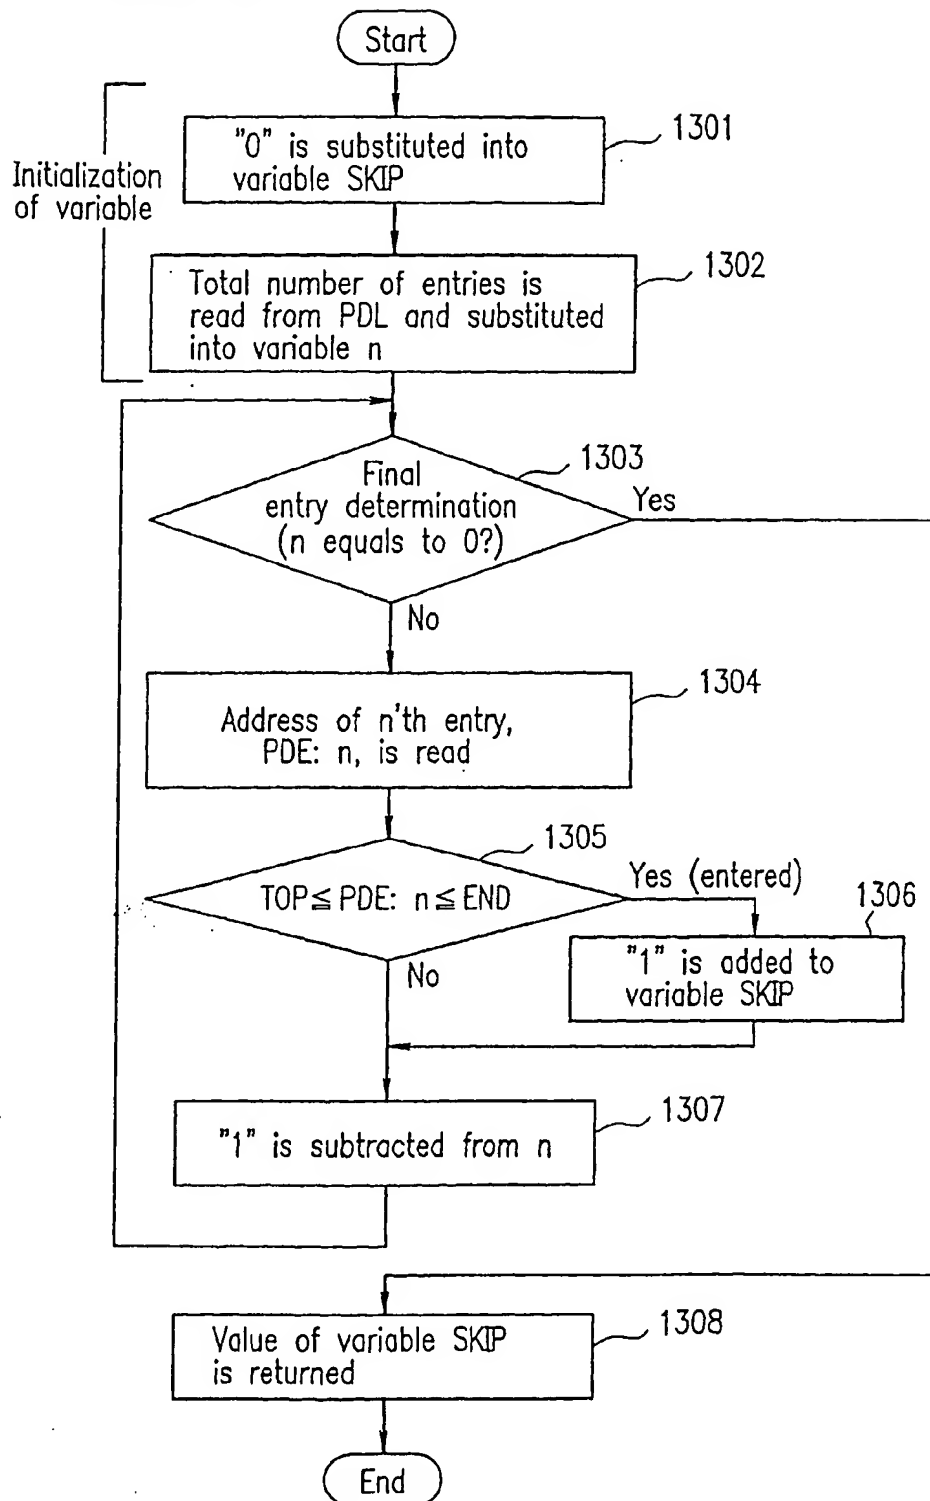 Start
Initialization
of variable
"0" is substituted into
variable SKIP
1301
Total number of entries is
read from PDL and substituted
into variable n
1302
Final
entry determination
(n equals to 0?)
1303
Yes
No
Address of n'th entry,
PDE: n, is read
1304
TOP≦PDE: n≦END
1305
Yes (entered)
No
"1" is added to
variable SKIP
1306
"1" is subtracted from n
1307
Value of variable SKIP
is returned
1308
End